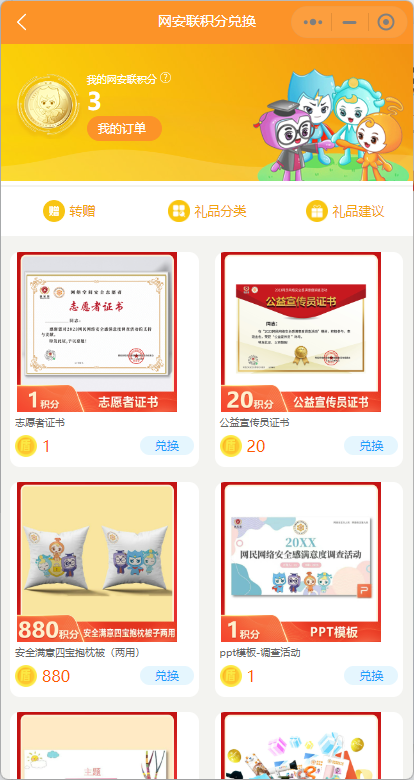 网安联积分兑换
我的网安联积分 ?
3
我的订单
赠 转赠
礼品分类
礼品建议
志愿者证书
1积分 志愿者证书
公益宣传员证书
20积分 公益宣传员证书
志愿者证书
盾 1 兑换
公益宣传员证书
盾 20 兑换
880积分 安全满意四宝抱枕被子两用
20XX
网民网络安全感满意度调查活动
1积分 PPT模板
安全满意四宝抱枕被（两用）
盾 880 兑换
ppt模板-调查活动
盾 1 兑换
主题